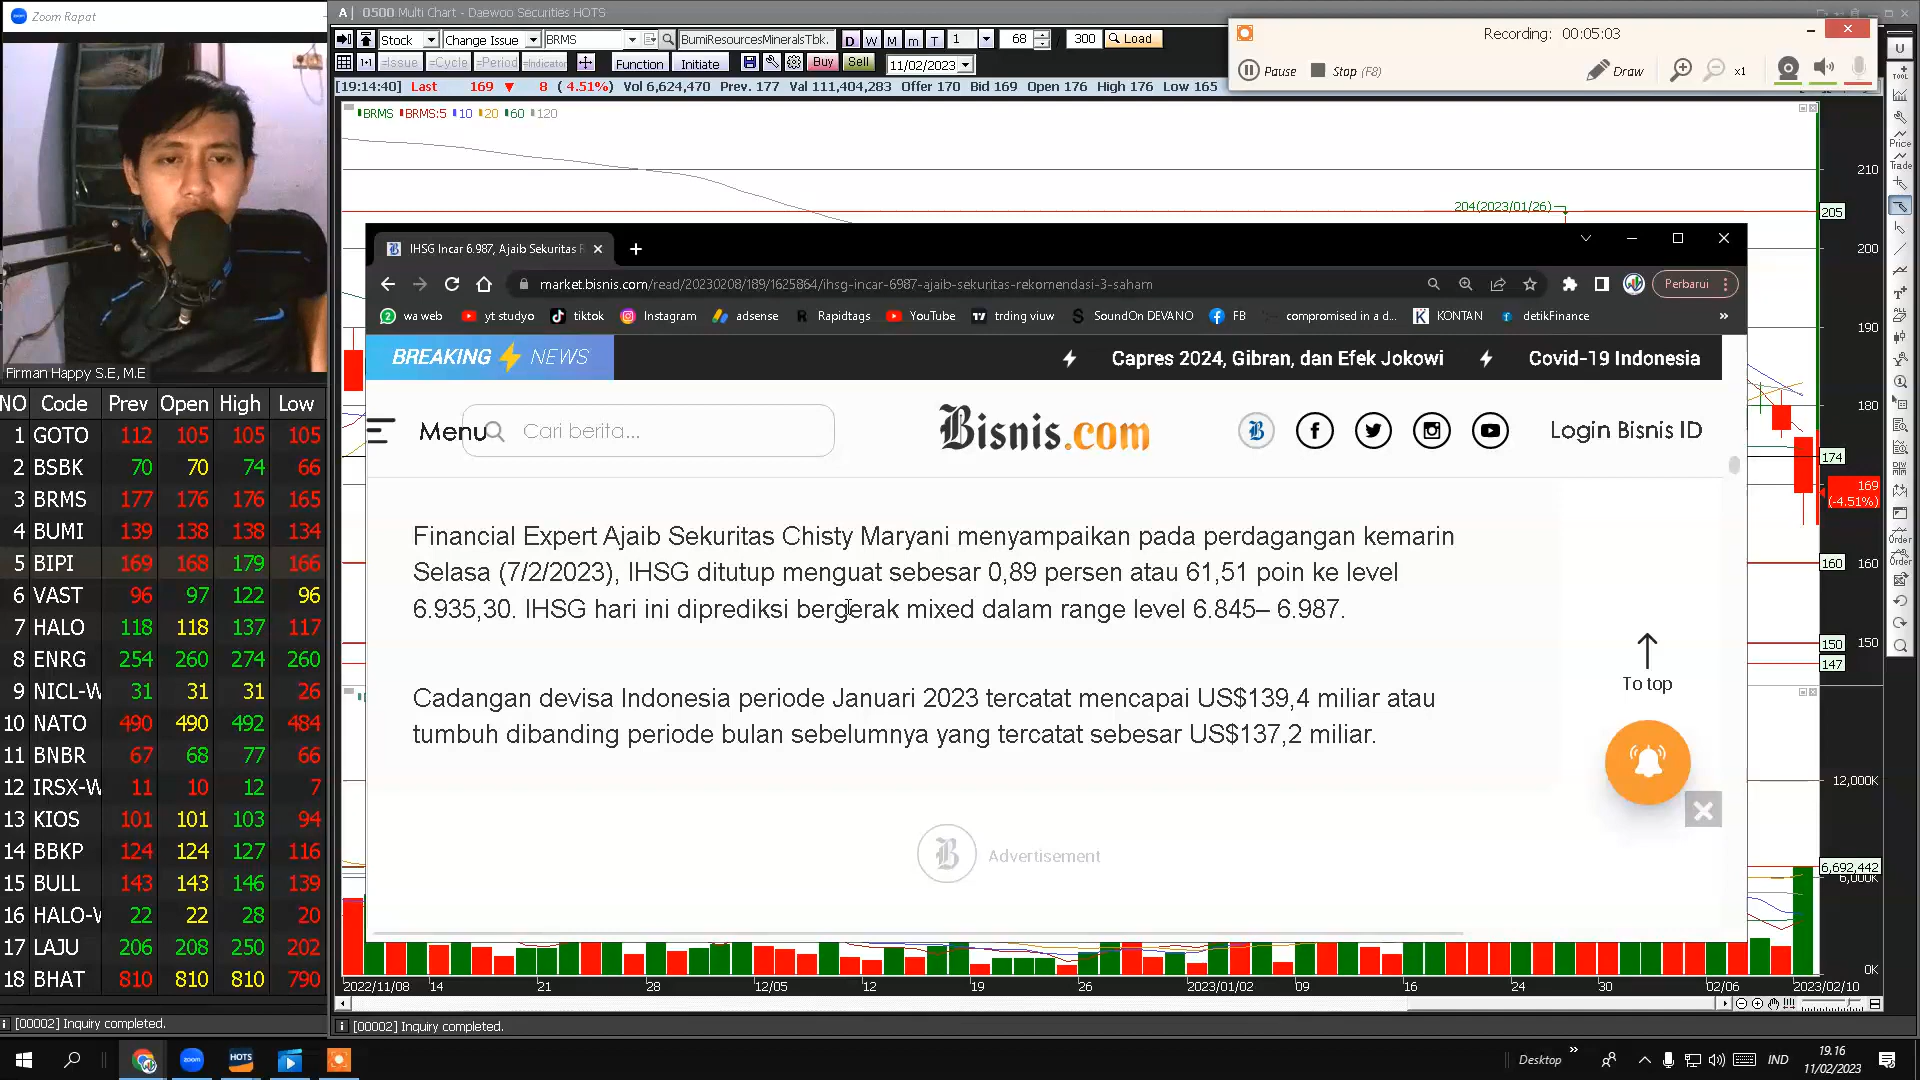 Zoom Rapat
0500 Multi Chart - Daewoo Securities HOTS
Recording: 00:05:03
Pause
Stop (F8)
Draw
x1
Stock
Change Issue
BRMS
BumiResourcesMineralsTbk.
D W M m T 1 68 300 Load
=Issue =Cycle =Period =Indicator
Function Initiate Buy Sell 11/02/2023
[19:14:40] Last 169 ▼ 8 ( 4.51%) Vol 6,624,470 Prev. 177 Val 111,404,283 Offer 170 Bid 169 Open 176 High 176 Low 165
BRMS BRMS:5 10 20 60 120
204(2023/01/26)
210
205
200
190
180
174
169
(-4.51%)
160 160
150 150
147
12,000K
6,692,442
6,000K
0K
Firman Happy S.E, M.E
NO Code Prev Open High Low
1 GOTO 112 105 105 105
2 BSBK 70 70 74 66
3 BRMS 177 176 176 165
4 BUMI 139 138 138 134
5 BIPI 169 168 179 166
6 VAST 96 97 122 96
7 HALO 118 118 137 117
8 ENRG 254 260 274 260
9 NICL-W 31 31 31 26
10 NATO 490 490 492 484
11 BNBR 67 68 77 66
12 IRSX-W 11 10 12 7
13 KIOS 101 101 103 94
14 BBKP 124 124 127 116
15 BULL 143 143 146 139
16 HALO-W 22 22 28 20
17 LAJU 206 208 250 202
18 BHAT 810 810 810 790
[00002] Inquiry completed.
IHSG Incar 6.987, Ajaib Sekuritas R
market.bisnis.com/read/20230208/189/1625864/ihsg-incar-6987-ajaib-sekuritas-rekomendasi-3-saham
Perbarui
wa web yt studyo tiktok Instagram adsense Rapidtags YouTube trding viuw SoundOn DEVANO FB compromised in a d... KONTAN detikFinance
BREAKING NEWS
Capres 2024, Gibran, dan Efek Jokowi
Covid-19 Indonesia
Menu
Cari berita...
Bisnis.com
Login Bisnis ID
Financial Expert Ajaib Sekuritas Chisty Maryani menyampaikan pada perdagangan kemarin
Selasa (7/2/2023), IHSG ditutup menguat sebesar 0,89 persen atau 61,51 poin ke level
6.935,30. IHSG hari ini diprediksi bergerak mixed dalam range level 6.845– 6.987.
Cadangan devisa Indonesia periode Januari 2023 tercatat mencapai US$139,4 miliar atau
tumbuh dibanding periode bulan sebelumnya yang tercatat sebesar US$137,2 miliar.
To top
Advertisement
2022/11/08 14 21 28 12/05 12 19 26 2023/01/02 09 16 24 30 02/06 2023/02/10
[00002] Inquiry completed.
Price
Trade
Order
Order
zoom
HOTS
Desktop
IND
19.16
11/02/2023